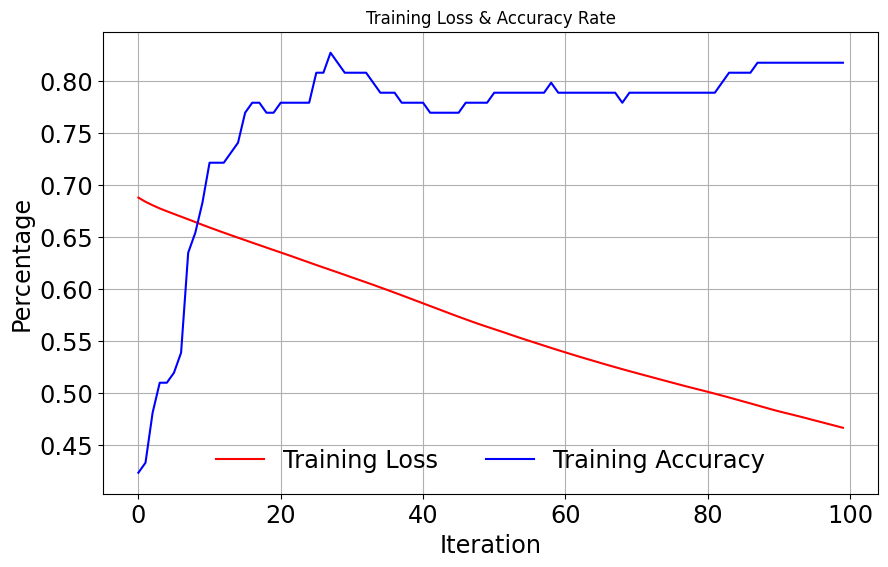 Training Loss & Accuracy Rate
Percentage
0.80
0.75
0.70
0.65
0.60
0.55
0.50
0.45
Training Loss
Training Accuracy
0
20
40
60
80
100
Iteration